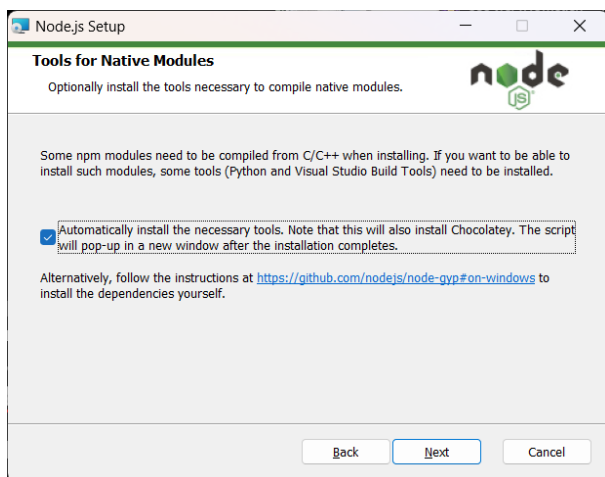 Node.js Setup
Tools for Native Modules
Optionally install the tools necessary to compile native modules.
node
JS
Some npm modules need to be compiled from C/C++ when installing. If you want to be able to
install such modules, some tools (Python and Visual Studio Build Tools) need to be installed.
Automatically install the necessary tools. Note that this will also install Chocolatey. The script
will pop-up in a new window after the installation completes.
Alternatively, follow the instructions at https://github.com/nodejs/node-gyp#on-windows to
install the dependencies yourself.
Back Next Cancel